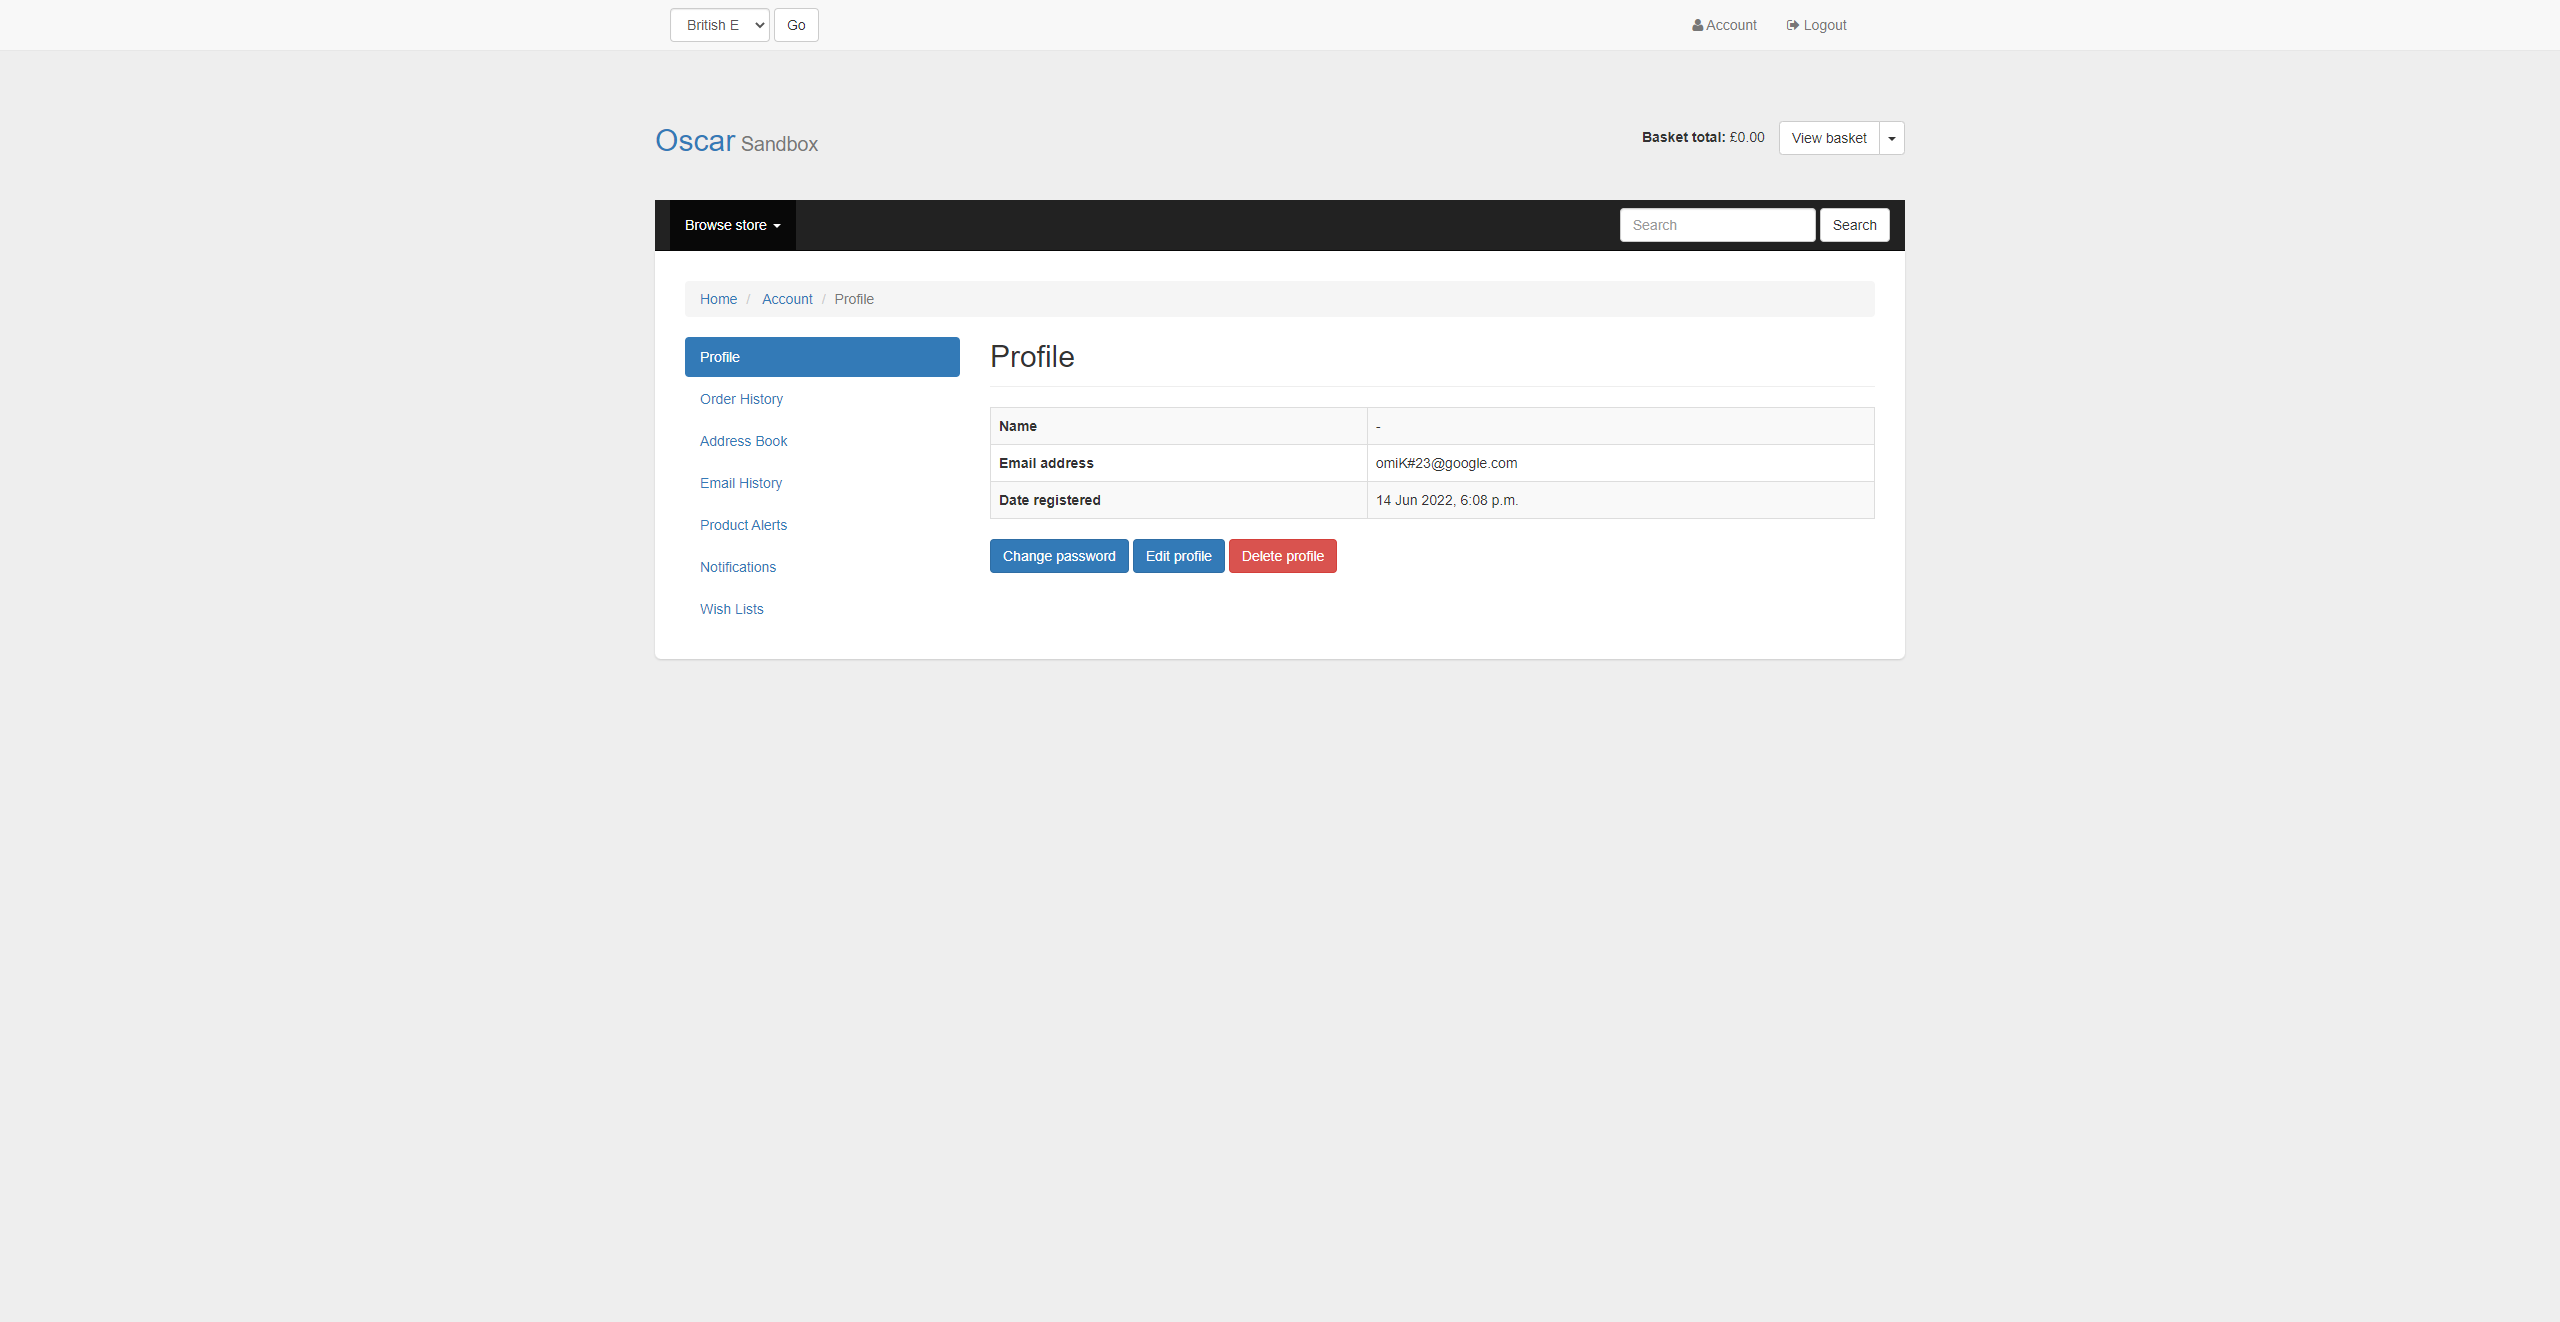 British E Go Account Logout
Oscar Sandbox
Basket total: £0.00 View basket
Browse store Search Search
Home / Account / Profile
Profile
Order History
Address Book
Email History
Product Alerts
Notifications
Wish Lists
Profile
Name -
Email address omiK#23@google.com
Date registered 14 Jun 2022, 6:08 p.m.
Change password Edit profile Delete profile